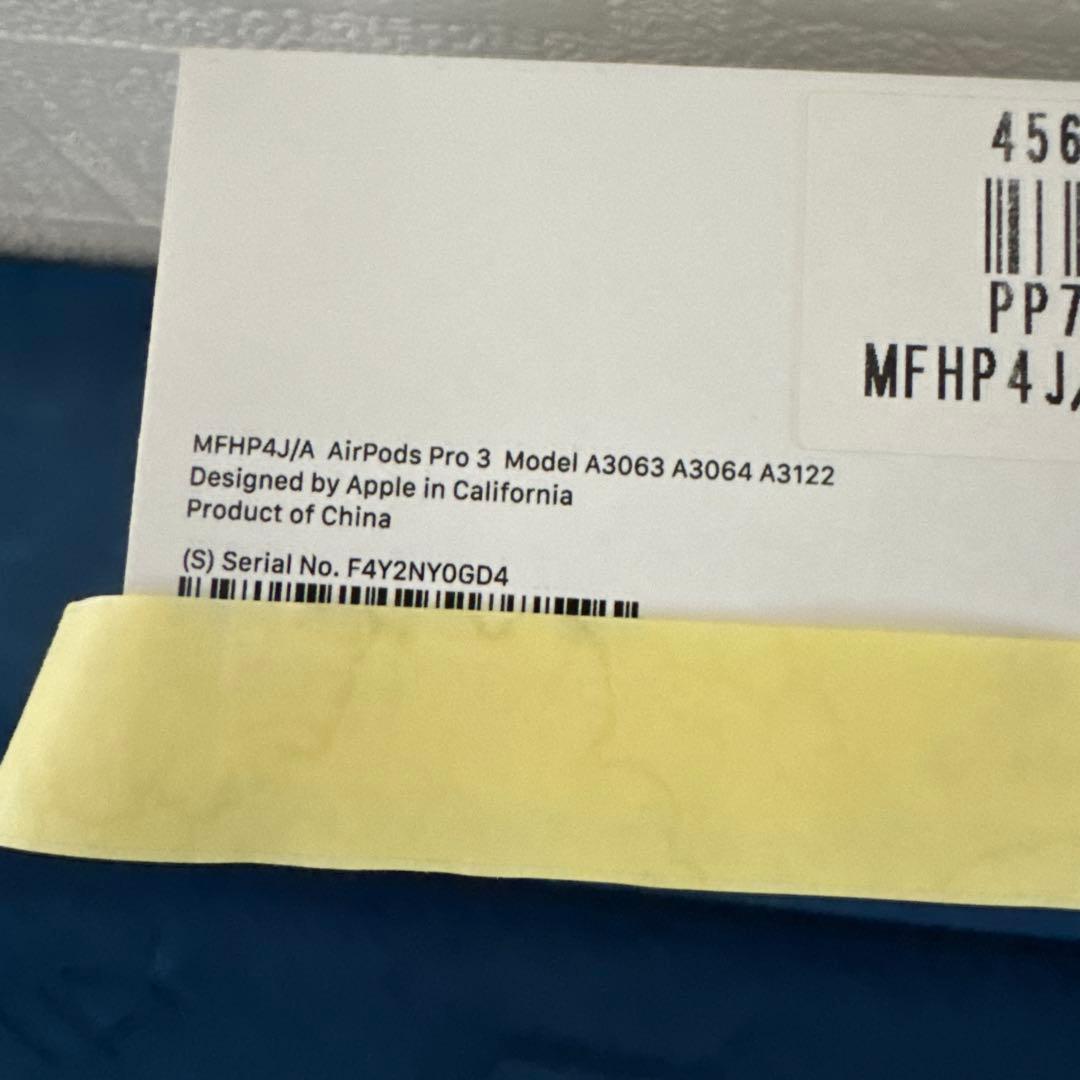 456
PP7
MFHP4J/
MFHP4J/A AirPods Pro 3 Model A3063 A3064 A3122
Designed by Apple in California
Product of China
(S) Serial No. F4Y2NY0GD4